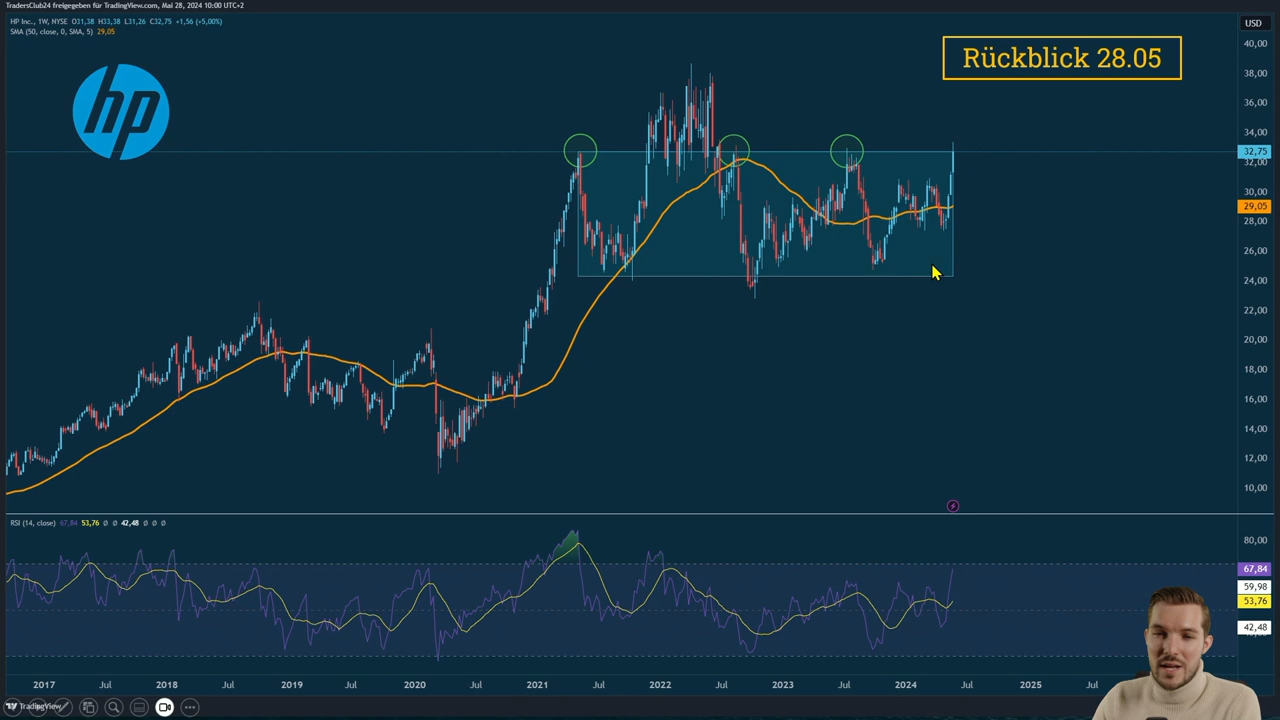 TradersClub24 freigegeben für TradingView.com, Mai 28, 2024 10:00 UTC+2
HP Inc., 1W, NYSE O31,38 H33,38 L31,26 C32,75 +1,56 (+5,00%)
SMA (50, close, 0, SMA, 5) 29,05
USD
Rückblick 28.05
hp
40,00
38,00
36,00
34,00
32,75
32,00
30,00
29,05
28,00
26,00
24,00
22,00
20,00
18,00
16,00
14,00
12,00
10,00
RSI (14, close) 67,84 53,76 0 0 42,48 0 0 0
80,00
67,84
59,98
53,76
42,48
2017 Jul 2018 Jul 2019 Jul 2020 Jul 2021 Jul 2022 Jul 2023 Jul 2024 Jul 2025 Jul
TradingView